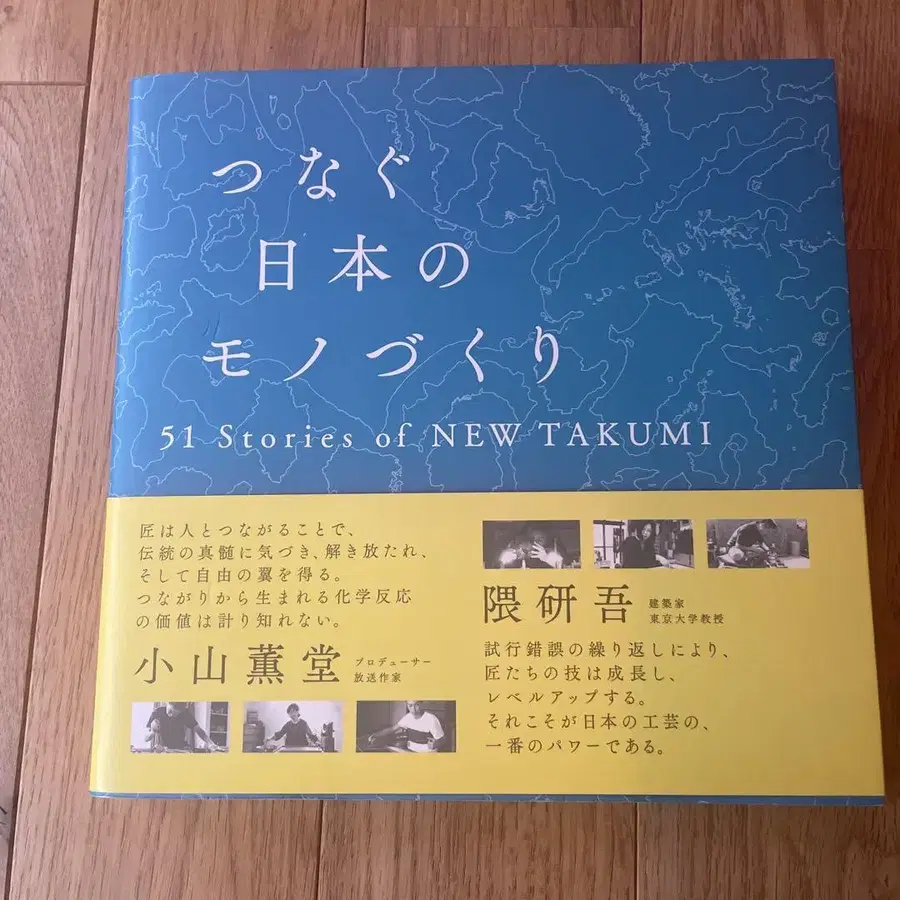 つなぐ
日本の
モノづくり
51 Stories of NEW TAKUMI
匠は人とつながることで、
伝統の真髄に気づき、解き放たれ、
そして自由の翼を得る。
つながりから生まれる化学反応
の価値は計り知れない。
小山薫堂 プロデューサー
放送作家
隈研吾 建築家
東京大学教授
試行錯誤の繰り返しにより、
匠たちの技は成長し、
レベルアップする。
それこそが日本の工芸の、
一番のパワーである。